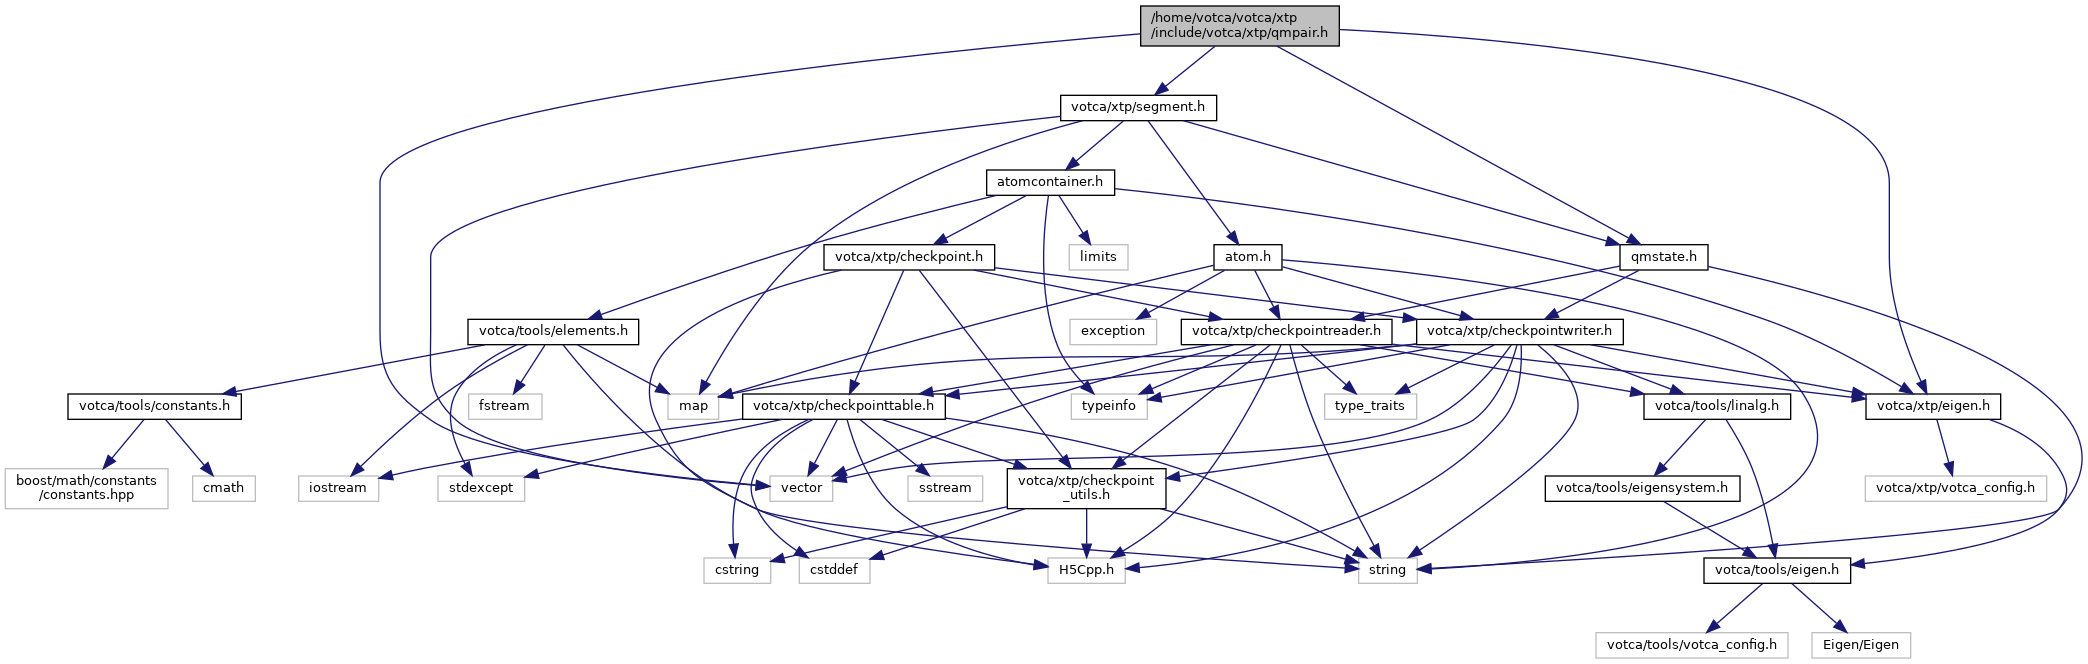 /home/votca/votca/xtp
/include/votca/xtp/qmpair.h
votca/xtp/segment.h
atomcontainer.h
votca/xtp/checkpoint.h
limits
atom.h
qmstate.h
votca/tools/elements.h
exception
votca/xtp/checkpointreader.h
votca/xtp/checkpointwriter.h
votca/tools/constants.h
fstream
map
votca/xtp/checkpointtable.h
typeinfo
type_traits
votca/tools/linalg.h
votca/xtp/eigen.h
boost/math/constants
/constants.hpp
cmath
iostream
stdexcept
vector
sstream
votca/xtp/checkpoint
_utils.h
votca/tools/eigensystem.h
votca/xtp/votca_config.h
cstring
cstddef
H5Cpp.h
string
votca/tools/eigen.h
votca/tools/votca_config.h
Eigen/Eigen